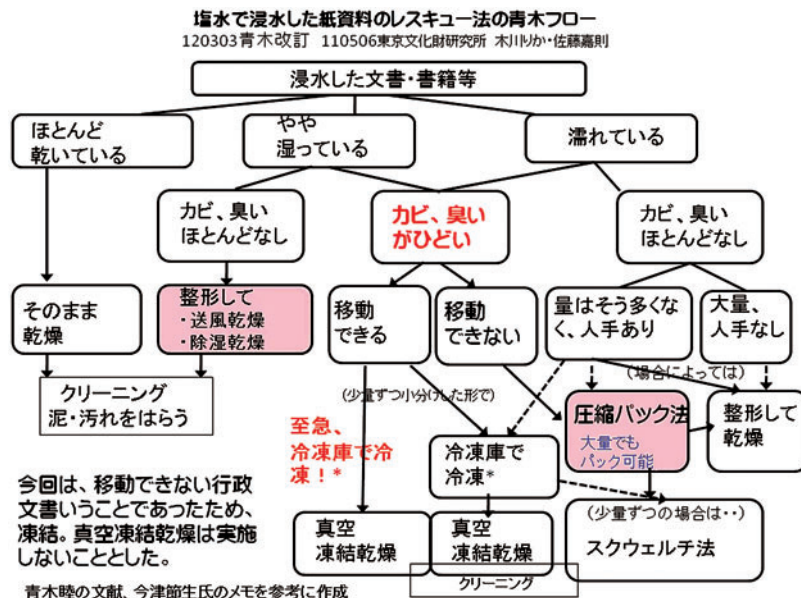 塩水で浸水した紙資料のレスキュー法の青木フロー
120303青木改訂 110506東京文化財研究所 木川りか・佐藤嘉則
浸水した文書・書籍等
ほとんど
乾いている
やや
湿っている
濡れている
カビ、臭い
ほとんどなし
カビ、臭い
がひどい
カビ、臭い
ほとんどなし
そのまま
乾燥
整形して
・送風乾燥
・除湿乾燥
移動
できる
移動
できない
量はそう多くな
く、人手あり
大量、
人手なし
(場合によっては)
クリーニング
泥・汚れをはらう
(少量ずつ小分けした形で)
至急、
冷凍庫で冷
凍！*
冷凍庫で
冷凍*
圧縮パック法
大量でも
パック可能
整形して
乾燥
今回は、移動できない行政
文書いうことであったため、
凍結。真空凍結乾燥は実施
しないこととした。
真空
凍結乾燥
真空
凍結乾燥
クリーニング
(少量ずつの場合は・・)
スクウェルチ法
青木睦の文献、今津節生氏のメモを参考に作成